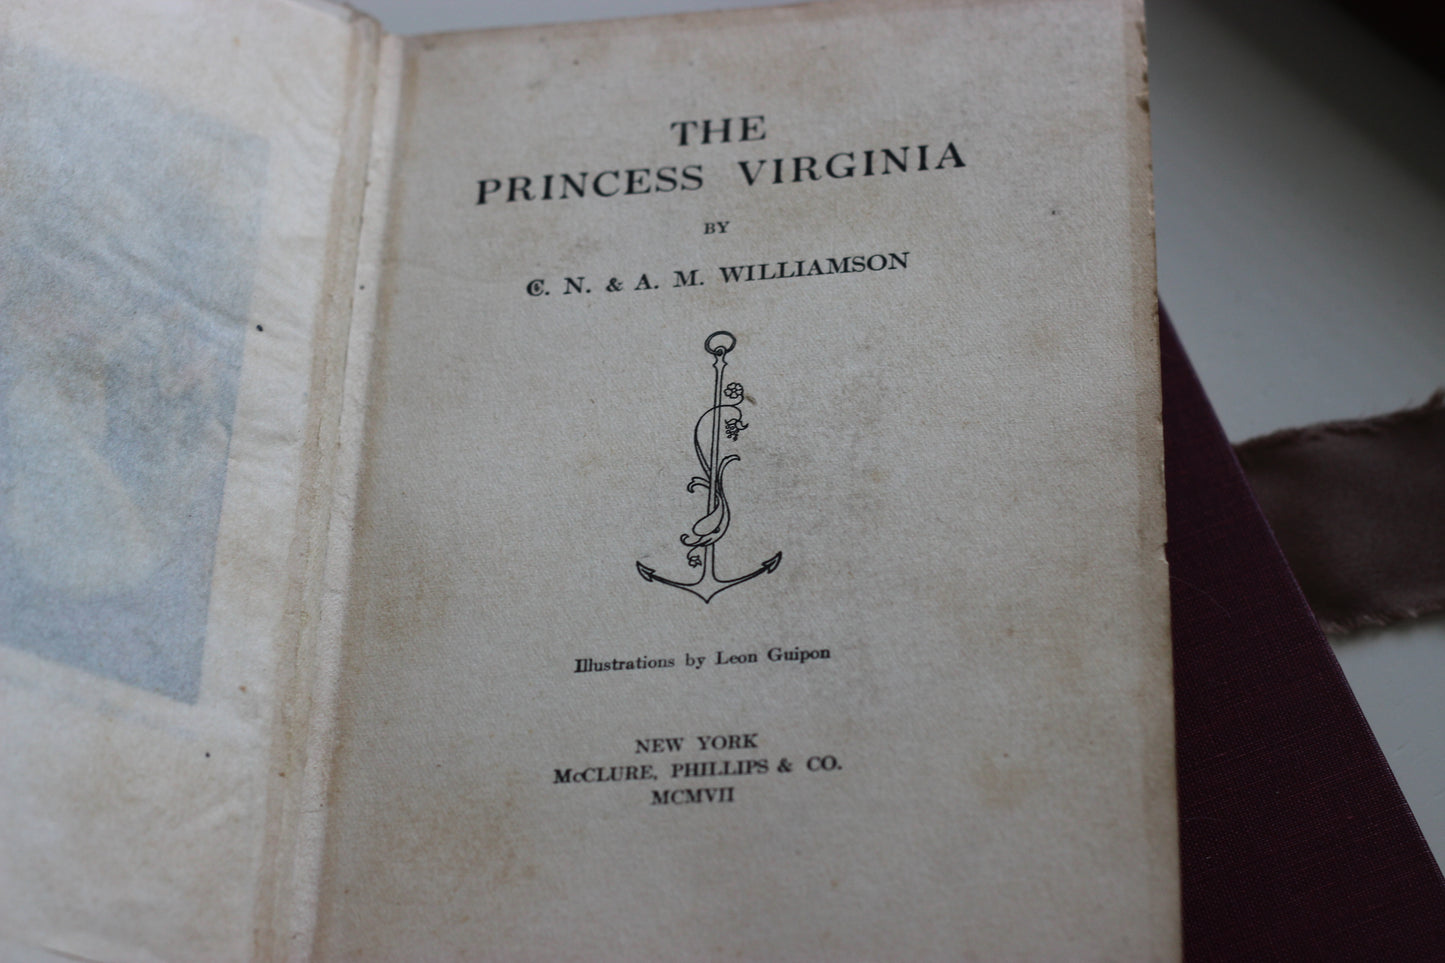 THE
PRINCESS VIRGINIA
BY
C. N. & A. M. WILLIAMSON
Illustrations by Leon Guipon
NEW YORK
McCLURE, PHILLIPS & CO.
MCMVII